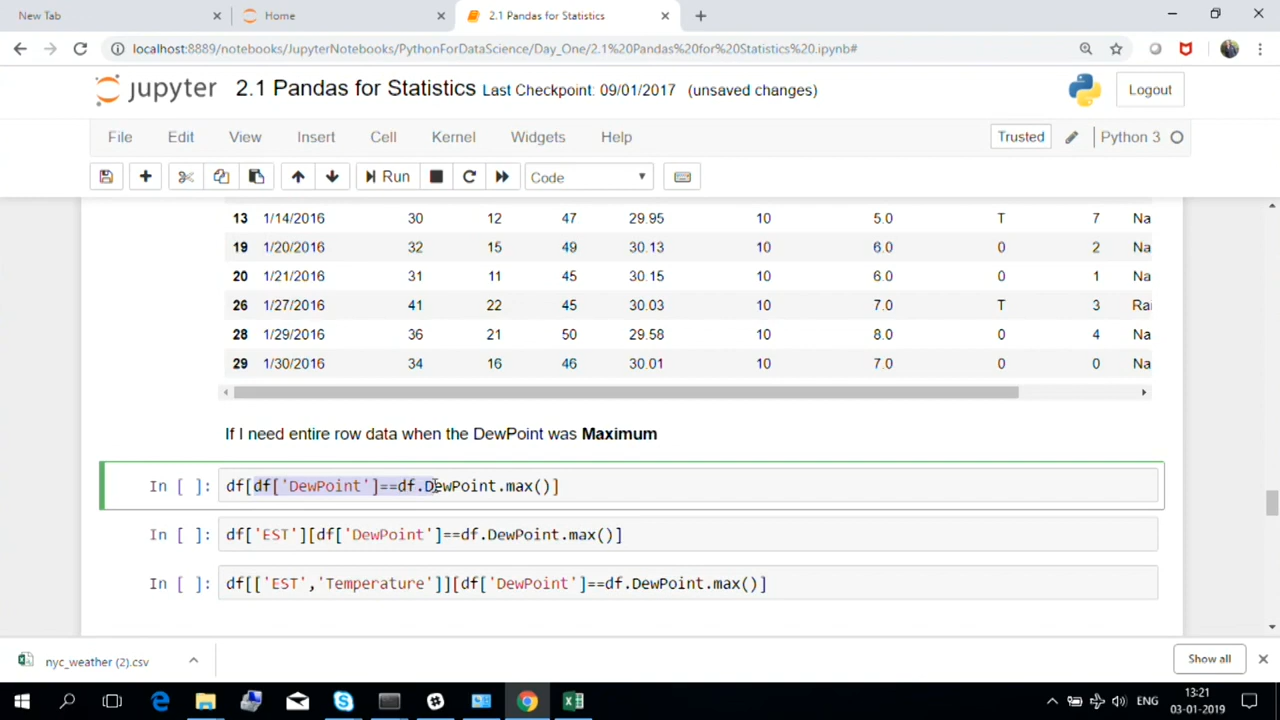 New Tab
Home
2.1 Pandas for Statistics
localhost:8889/notebooks/JupyterNotebooks/PythonForDataScience/Day_One/2.1%20Pandas%20for%20Statistics%20.ipynb#
jupyter 2.1 Pandas for Statistics Last Checkpoint: 09/01/2017 (unsaved changes) Logout
File Edit View Insert Cell Kernel Widgets Help Trusted Python 3
Run Code
13 1/14/2016 30 12 47 29.95 10 5.0 T 7 Na
19 1/20/2016 32 15 49 30.13 10 6.0 0 2 Na
20 1/21/2016 31 11 45 30.15 10 6.0 0 1 Na
26 1/27/2016 41 22 45 30.03 10 7.0 T 3 Rai
28 1/29/2016 36 21 50 29.58 10 8.0 0 4 Na
29 1/30/2016 34 16 46 30.01 10 7.0 0 0 Na
If I need entire row data when the DewPoint was Maximum
In [ ]: df[df['DewPoint']==df.DewPoint.max()]
In [ ]: df['EST'][df['DewPoint']==df.DewPoint.max()]
In [ ]: df[['EST','Temperature']][df['DewPoint']==df.DewPoint.max()]
nyc_weather (2).csv Show all
ENG
13:21
03-01-2019